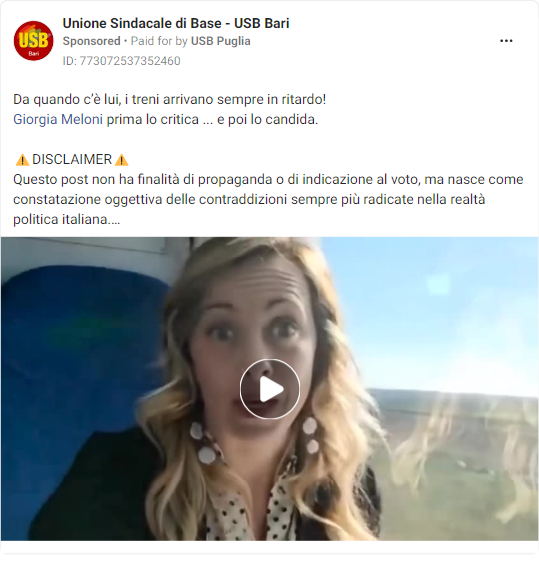 USB
Bari
Unione Sindacale di Base - USB Bari
Sponsored • Paid for by USB Puglia
ID: 773072537352460
Da quando c’è lui, i treni arrivano sempre in ritardo!
Giorgia Meloni prima lo critica ... e poi lo candida.
⚠️DISCLAIMER⚠️
Questo post non ha finalità di propaganda o di indicazione al voto, ma nasce come
constatazione oggettiva delle contraddizioni sempre più radicate nella realtà
politica italiana....